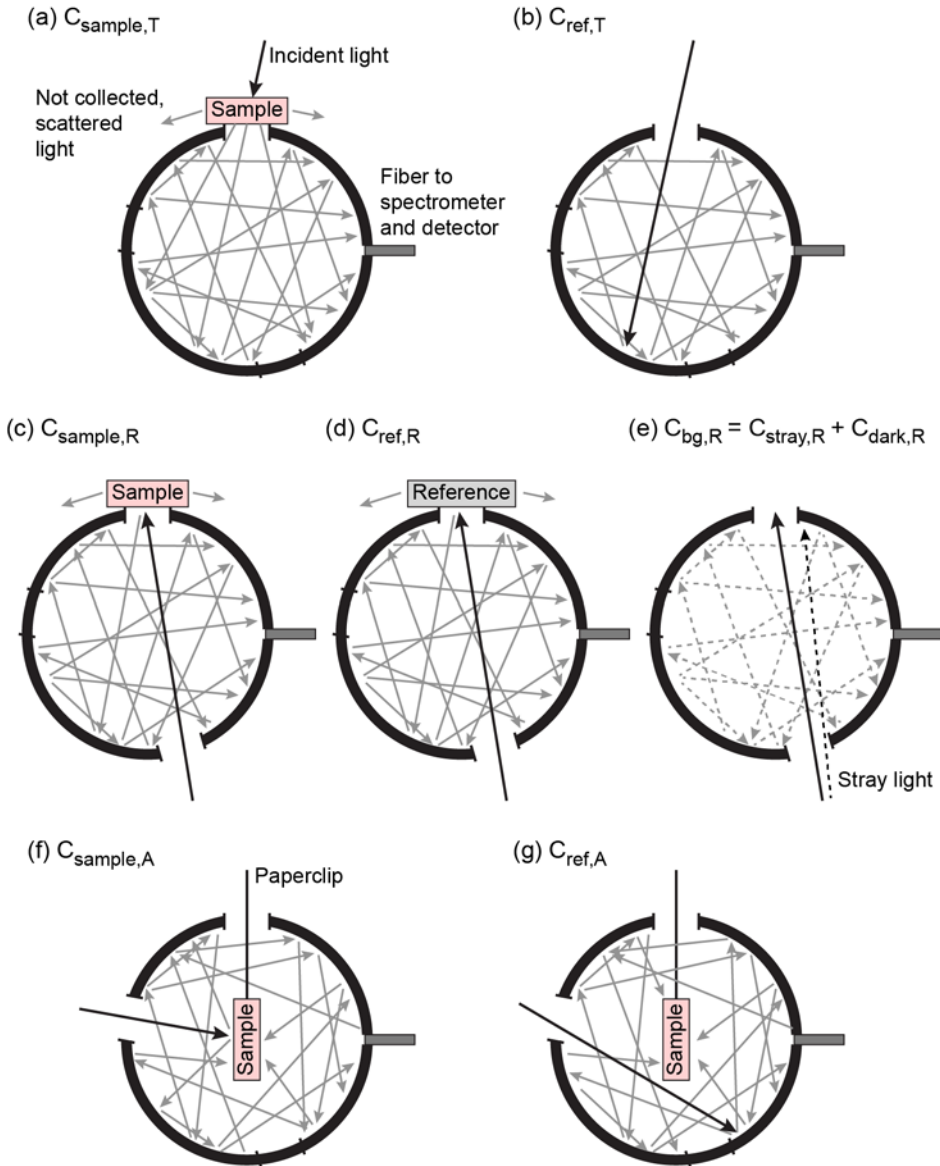 (a) C_sample,T
(b) C_ref,T
Incident light
Not collected,
scattered
light
Sample
Fiber to
spectrometer
and detector
(c) C_sample,R
(d) C_ref,R
(e) C_bg,R = C_stray,R + C_dark,R
Sample
Reference
Stray light
(f) C_sample,A
(g) C_ref,A
Paperclip
Sample
Sample